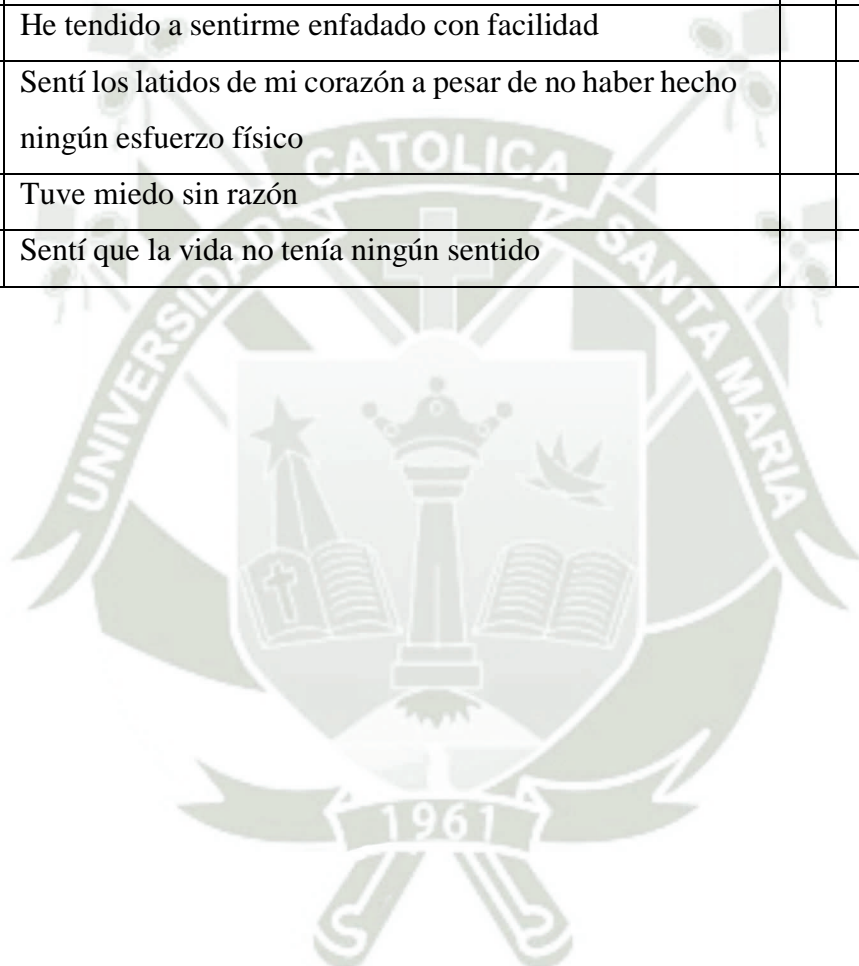 He tendido a sentirme enfadado con facilidad
Sentí los latidos de mi corazón a pesar de no haber hecho
ningún esfuerzo físico
Tuve miedo sin razón
Sentí que la vida no tenía ningún sentido
UNIVERSIDAD CATOLICA SANTA MARIA
1961